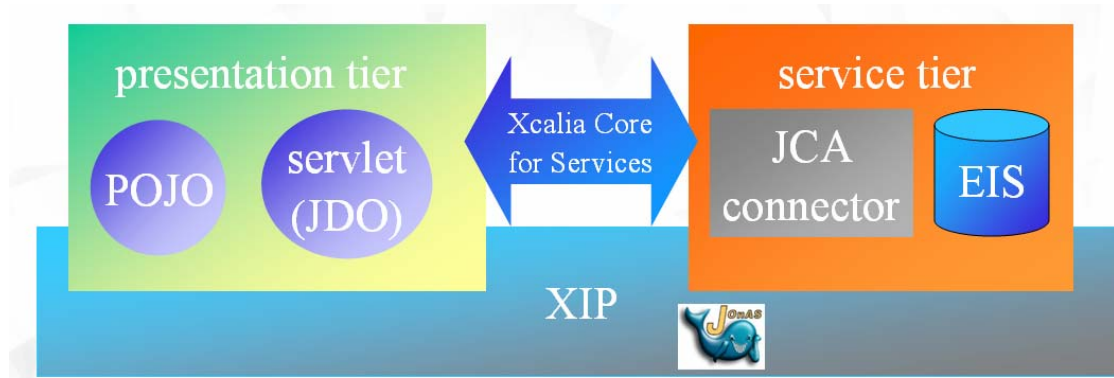 presentation tier
POJO
servlet
(JDO)
Xcalia Core
for Services
service tier
JCA
connector
EIS
XIP
JOnAS